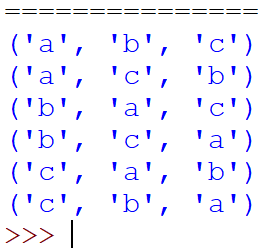 ===============
('a', 'b', 'c')
('a', 'c', 'b')
('b', 'a', 'c')
('b', 'c', 'a')
('c', 'a', 'b')
('c', 'b', 'a')
>>>